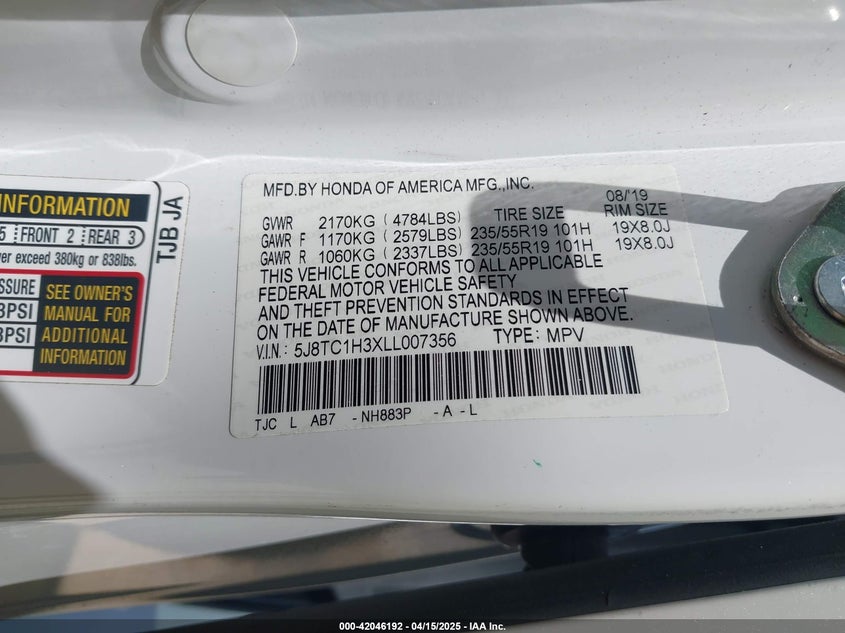 INFORMATION
5 FRONT 2 REAR 3
ver exceed 380kg or 838lbs.
SSURE
PSI
PSI
SEE OWNER'S
MANUAL FOR
ADDITIONAL
INFORMATION
TJB JA
MFD.BY HONDA OF AMERICA MFG.,INC. 08/'19
GVWR 2170KG ( 4784LBS) TIRE SIZE RIM SIZE
GAWR F 1170KG ( 2579LBS) 235/55R19 101H 19X8.0J
GAWR R 1060KG ( 2337LBS) 235/55R19 101H 19X8.0J
THIS VEHICLE CONFORMS TO ALL APPLICABLE
FEDERAL MOTOR VEHICLE SAFETY
AND THEFT PREVENTION STANDARDS IN EFFECT
ON THE DATE OF MANUFACTURE SHOWN ABOVE.
V.I.N.: 5J8TC1H3XLL007356 TYPE: MPV
TJC L AB7 - NH883P - A - L
000-42046192 - 04/15/2025 - IAA Inc.